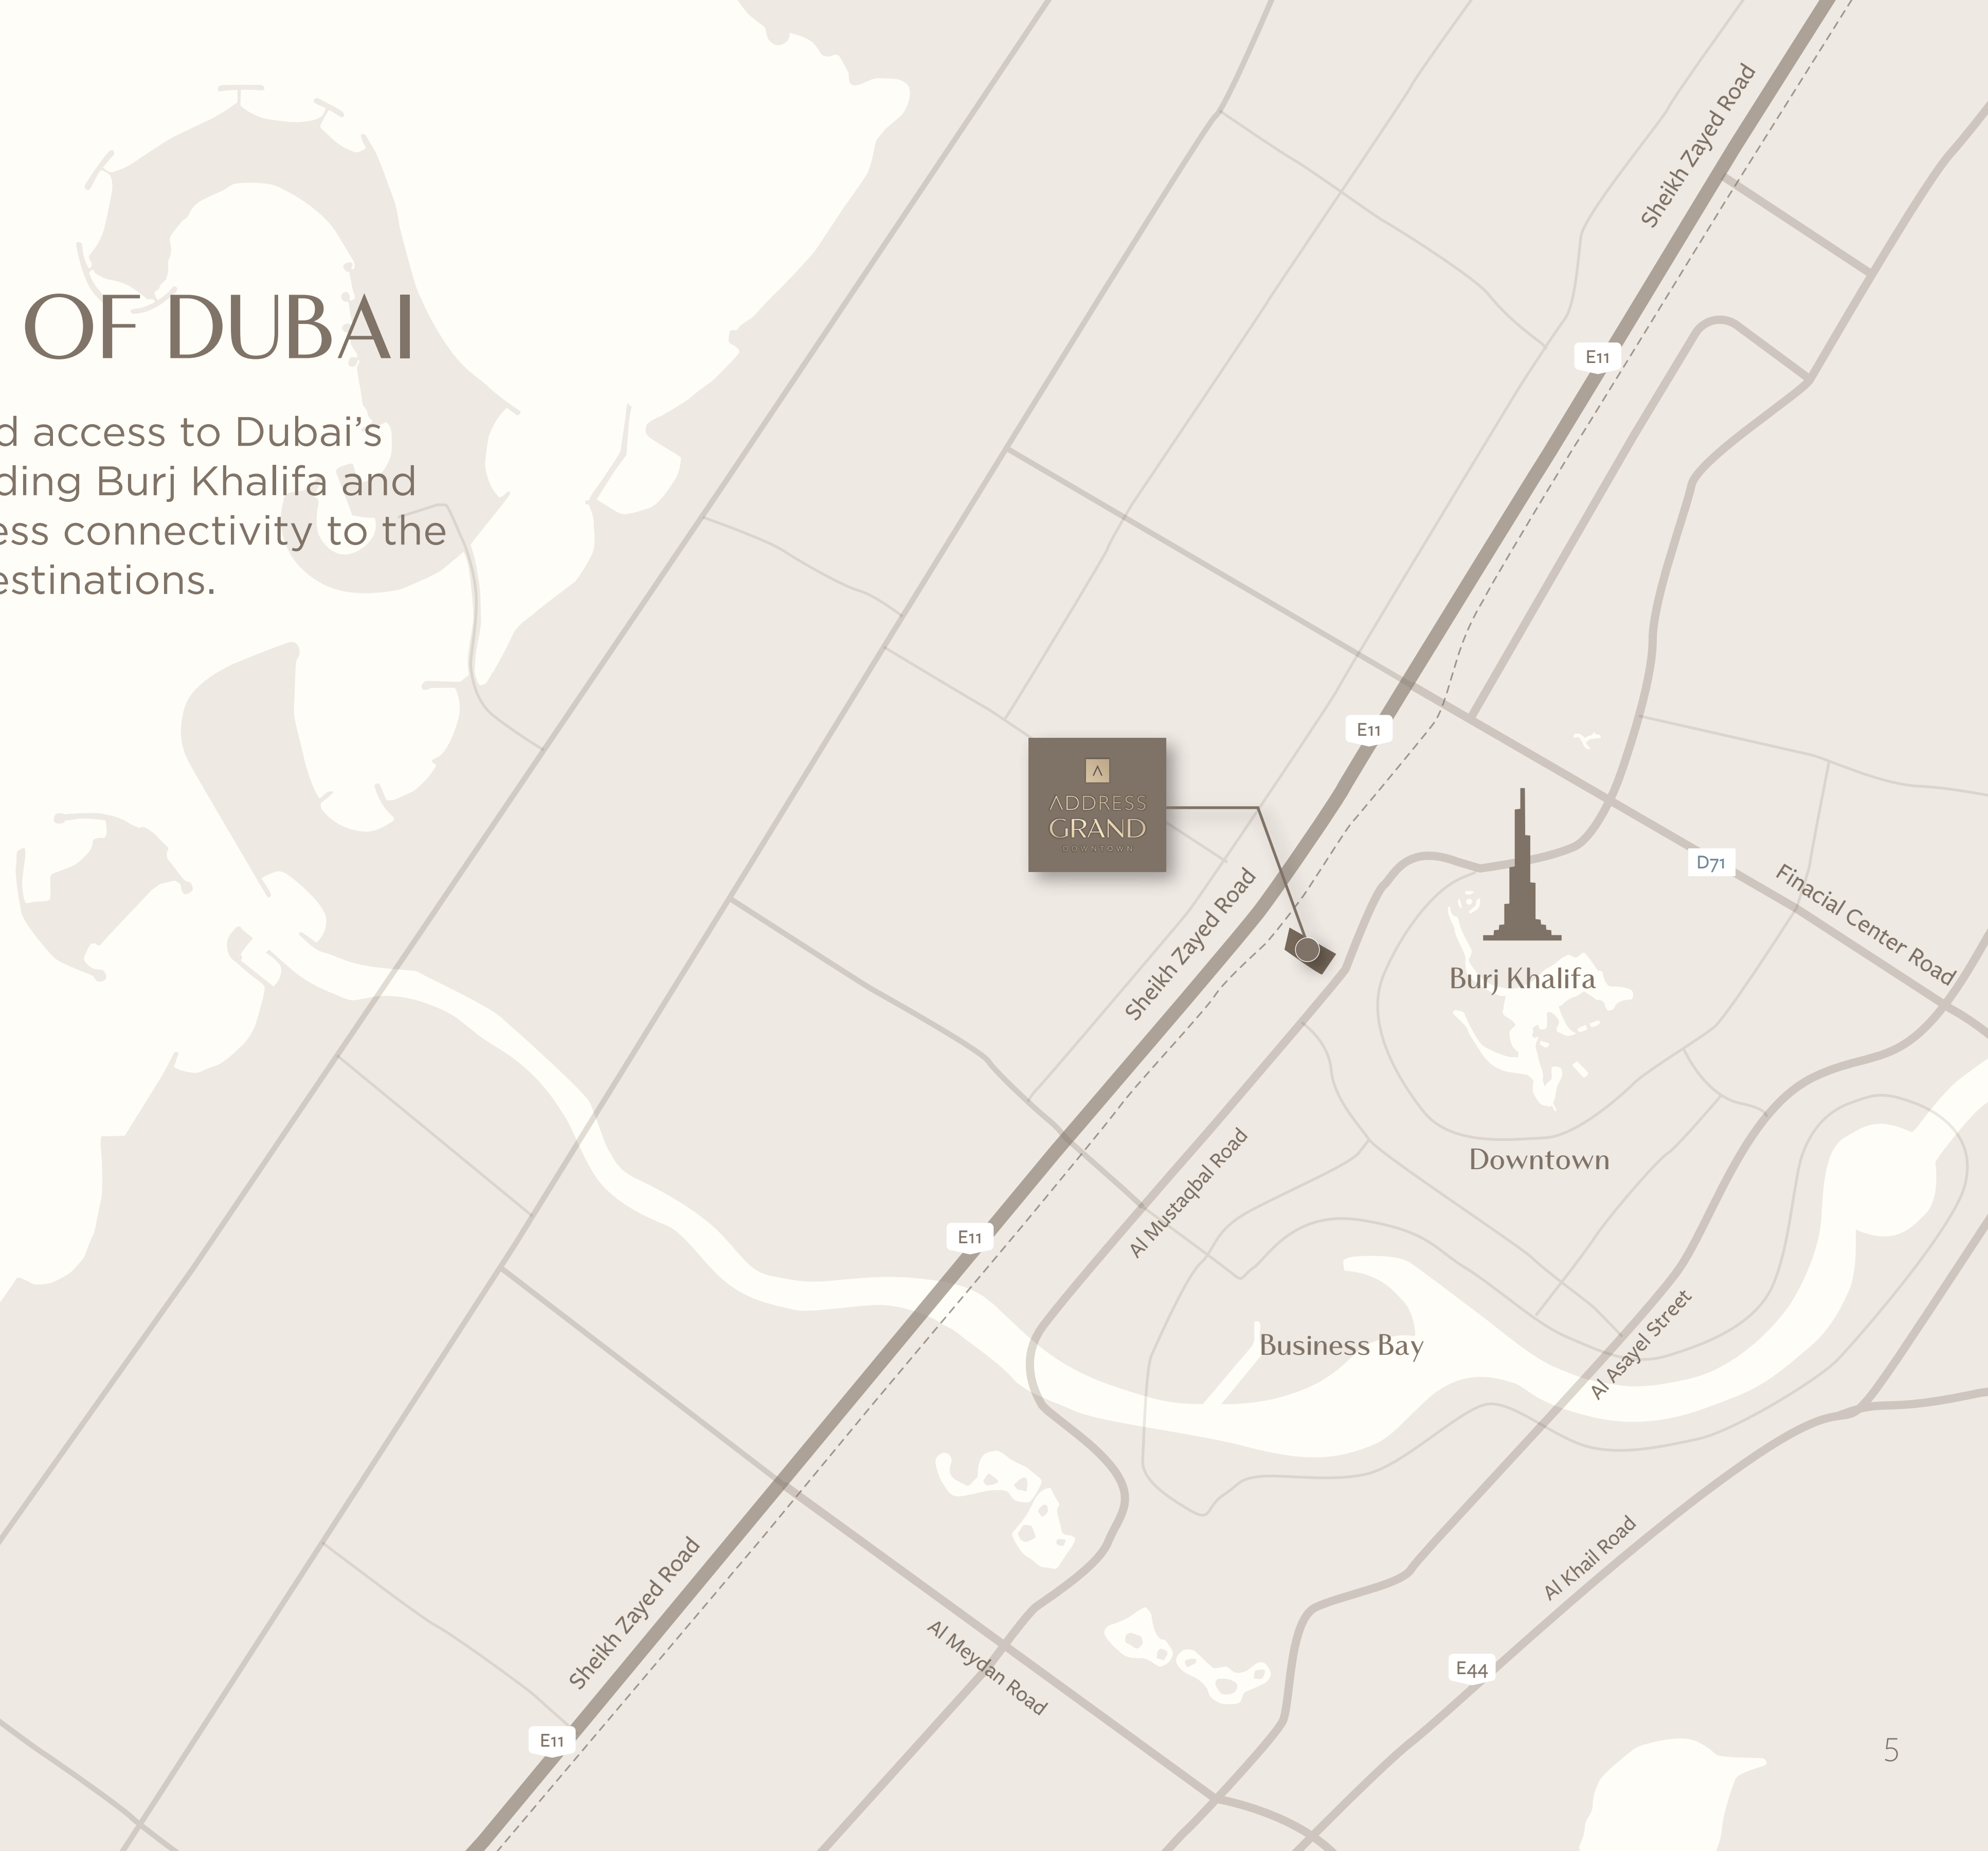 OF DUBAI
d access to Dubai's
ding Burj Khalifa and
ess connectivity to the
estinations.
Sheikh Zayed Road
E11
E11
ADDRESS
GRAND
DOWNTOWN
D71
Finacial Center Road
Sheikh Zayed Road
Burj Khalifa
Downtown
Al Mustaqbal Road
E11
Business Bay
Al Asayel Street
Sheikh Zayed Road
Al Khail Road
Al Meydan Road
E44
E11
5